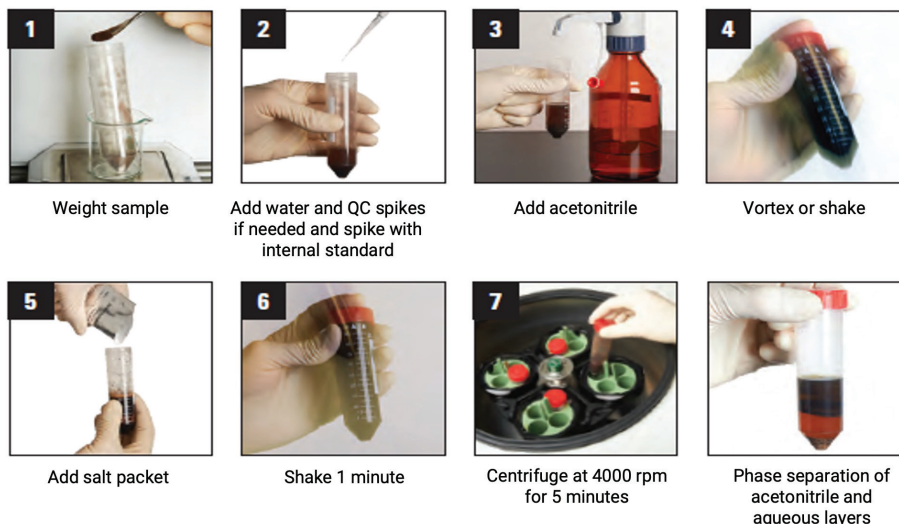 1
2
3
4
Weight sample
Add water and QC spikes
if needed and spike with
internal standard
Add acetonitrile
Vortex or shake
5
6
7
Add salt packet
Shake 1 minute
Centrifuge at 4000 rpm
for 5 minutes
Phase separation of
acetonitrile and
aqueous layers